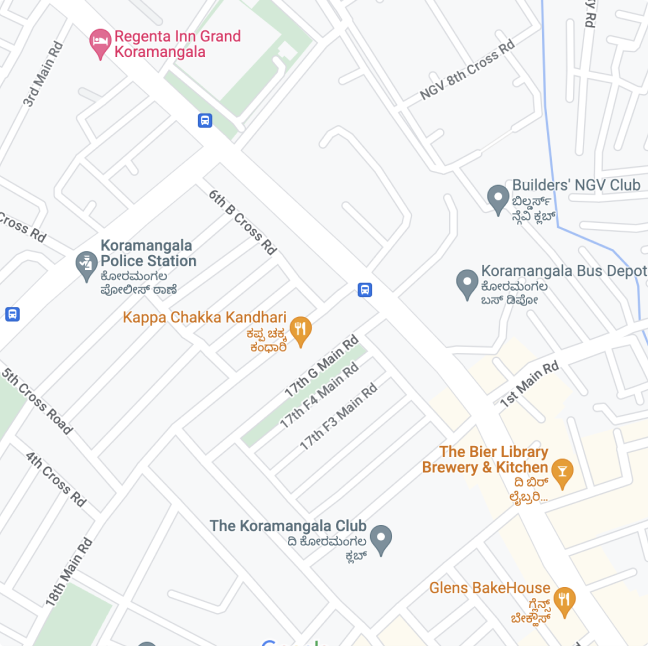 Regenta Inn Grand
Koramangala
3rd Main Rd
NGV 8th Cross Rd
y Rd
Builders' NGV Club
ಬಿಲ್ಡರ್ಸ್
ನ್ಗೆವಿ ಕ್ಲಬ್
6th B Cross Rd
Cross Rd
Koramangala
Police Station
ಕೋರಮಂಗಲ
ಪೋಲೀಸ್ ಠಾಣೆ
Koramangala Bus Depot
ಕೋರಮಂಗಲ
ಬಸ್ ಡಿಪೋ
Kappa Chakka Kandhari
ಕಪ್ಪ ಚಕ್ಕ
ಕಂಧಾರಿ
17th G Main Rd
17th F4 Main Rd
17th F3 Main Rd
1st Main Rd
5th Cross Road
4th Cross Rd
The Bier Library
Brewery & Kitchen
ದಿ ಬಿರ್
ಲೈಬ್ರರಿ...
The Koramangala Club
ದಿ ಕೋರಮಂಗಲ
ಕ್ಲಬ್
18th Main Rd
Glens BakeHouse
ಗ್ಲೆನ್ಸ್
ಬೇಕ್ಹೌಸ್